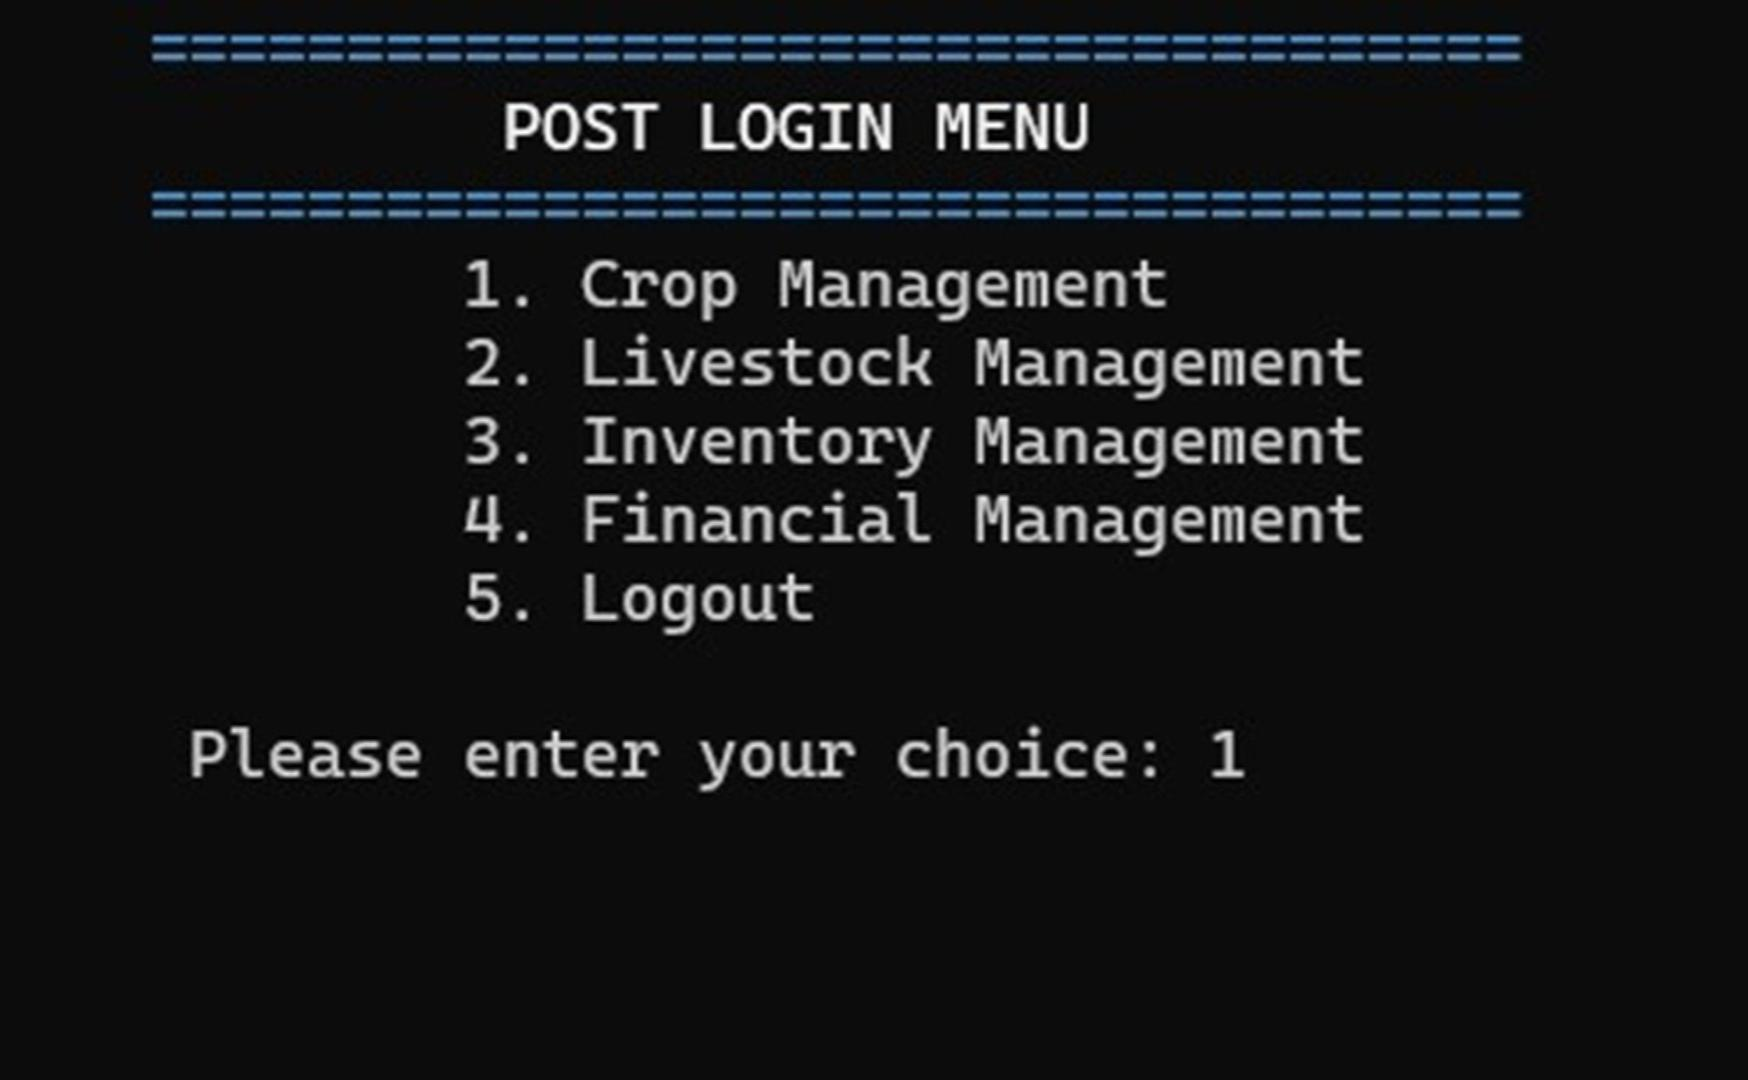 ===================================
POST LOGIN MENU
===================================
1. Crop Management
2. Livestock Management
3. Inventory Management
4. Financial Management
5. Logout
Please enter your choice: 1